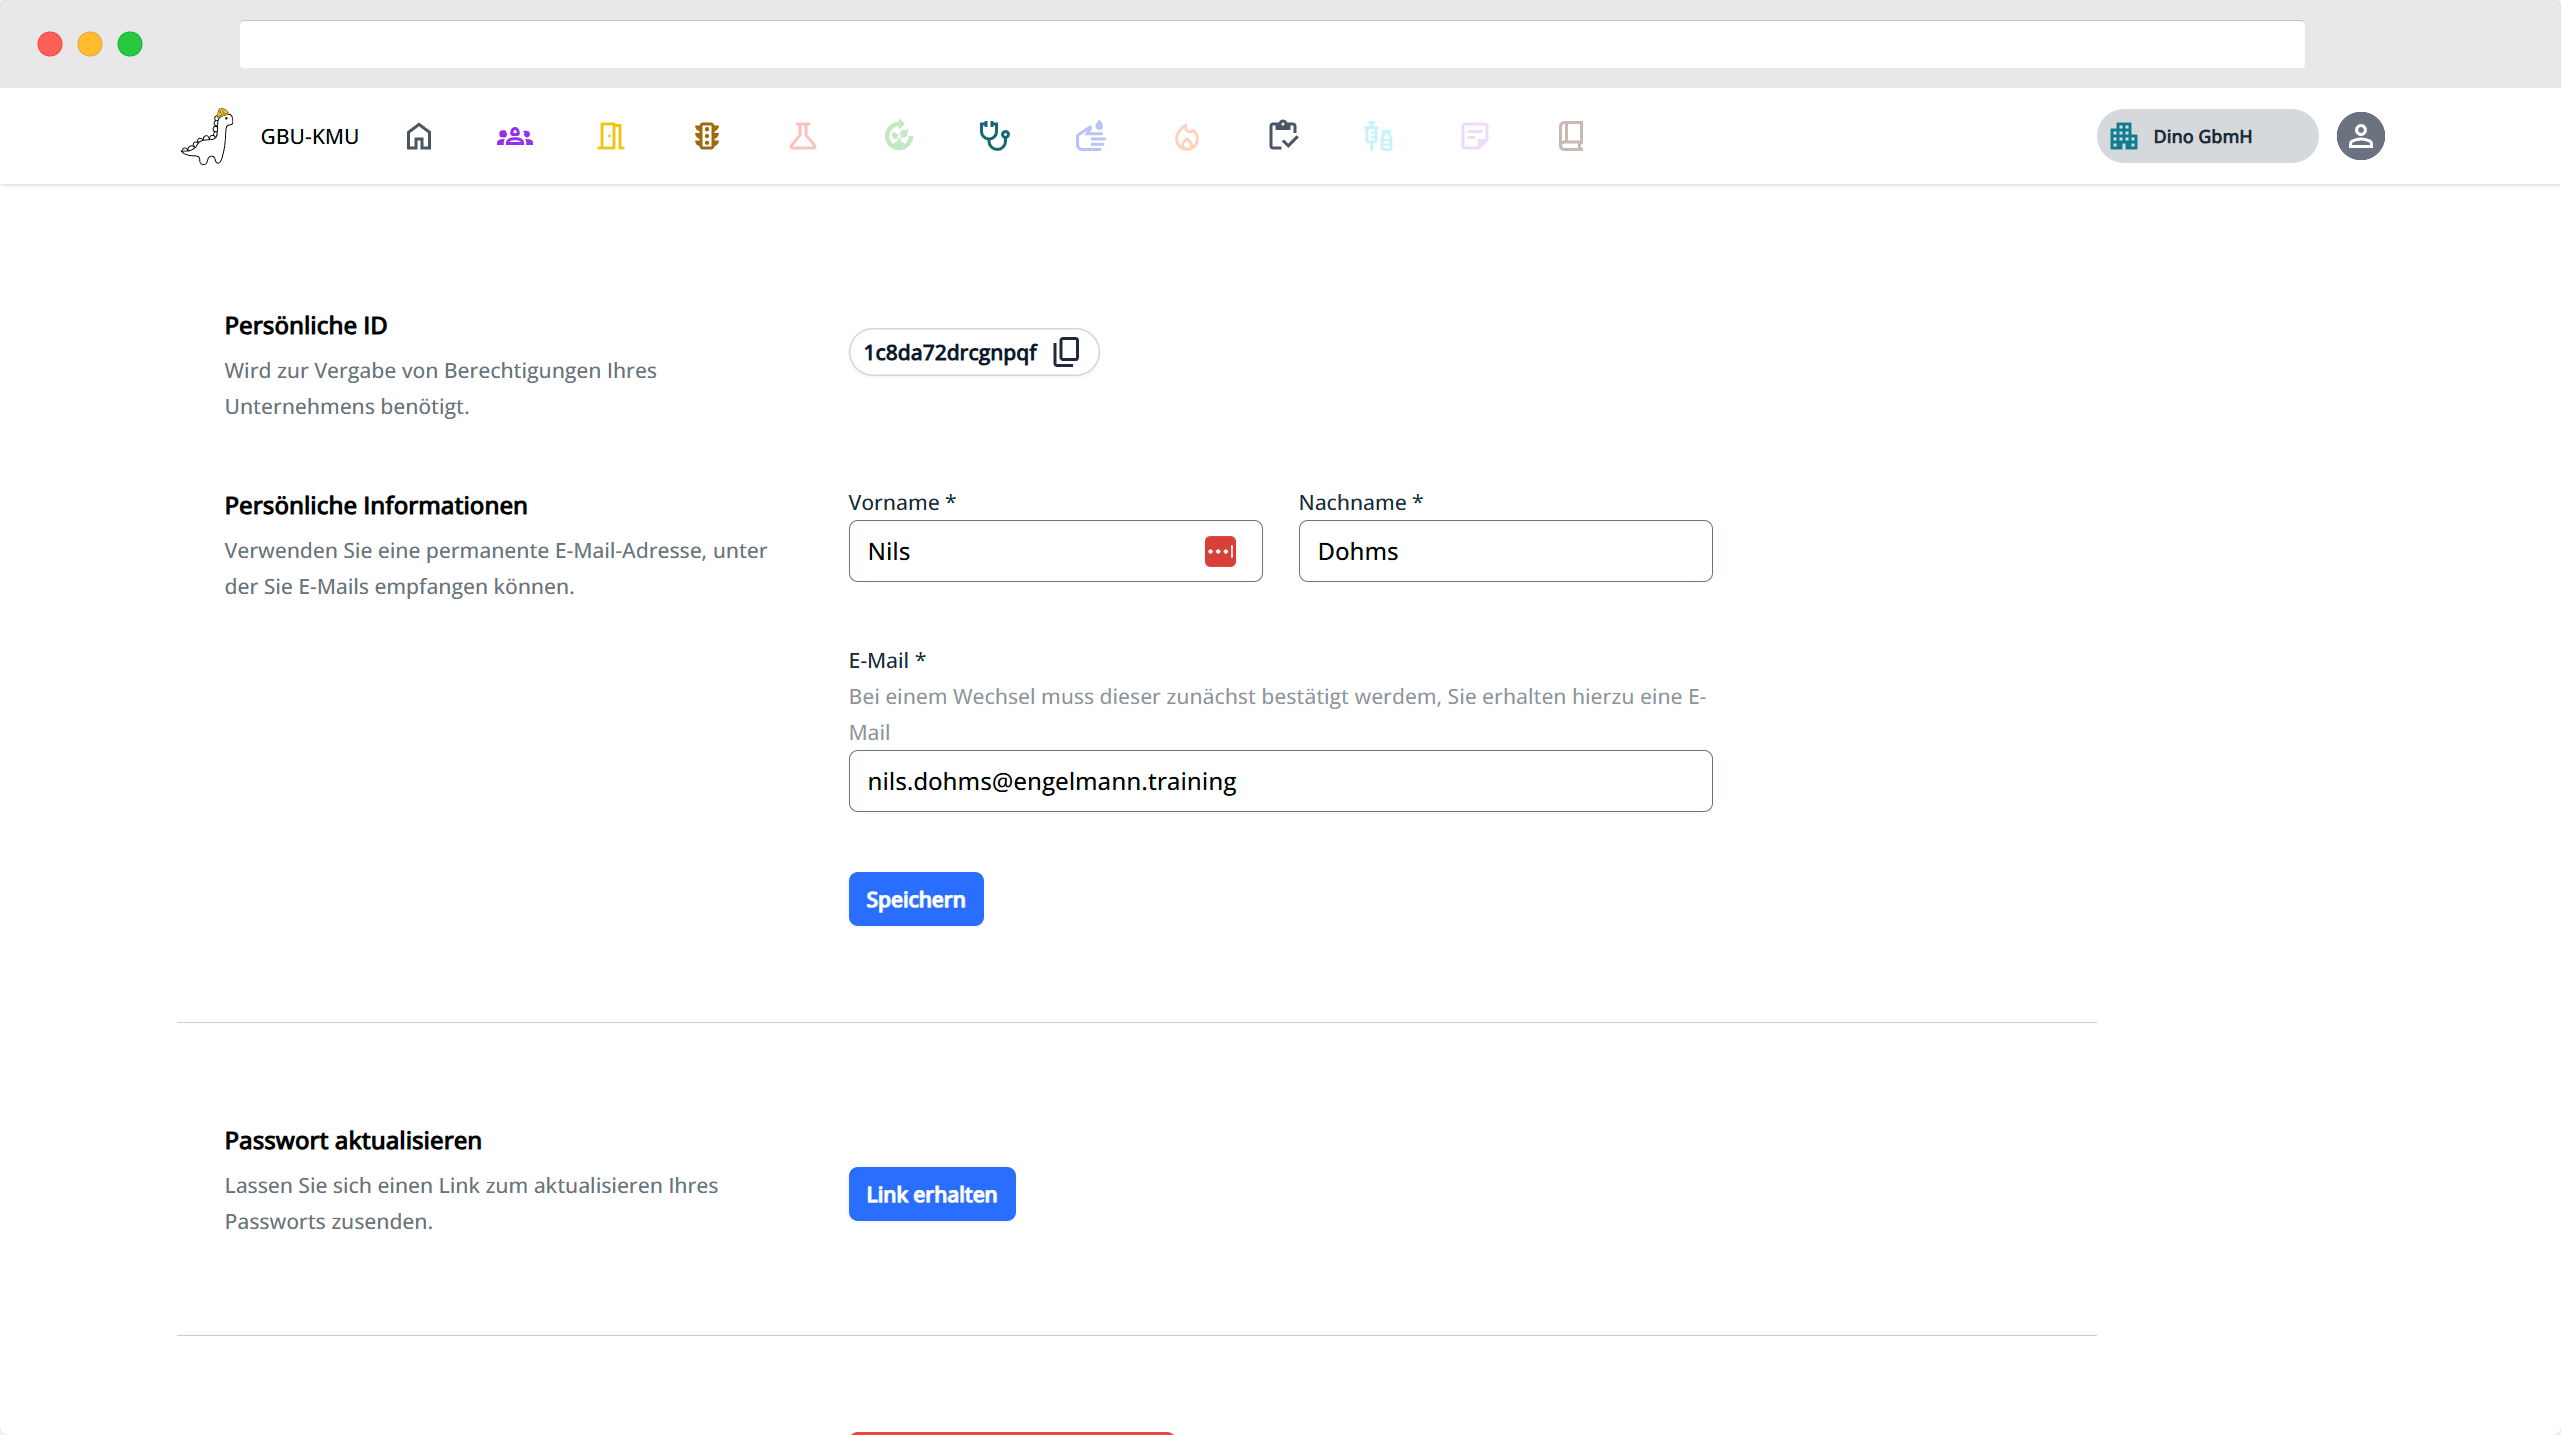 GBU-KMU
Dino GbmH
Persönliche ID
Wird zur Vergabe von Berechtigungen Ihres
Unternehmens benötigt.
1c8da72drcgnpqf
Persönliche Informationen
Verwenden Sie eine permanente E-Mail-Adresse, unter
der Sie E-Mails empfangen können.
Vorname *
Nachname *
Nils
Dohms
E-Mail *
Bei einem Wechsel muss dieser zunächst bestätigt werdem, Sie erhalten hierzu eine E-
Mail
nils.dohms@engelmann.training
Speichern
Passwort aktualisieren
Lassen Sie sich einen Link zum aktualisieren Ihres
Passworts zusenden.
Link erhalten